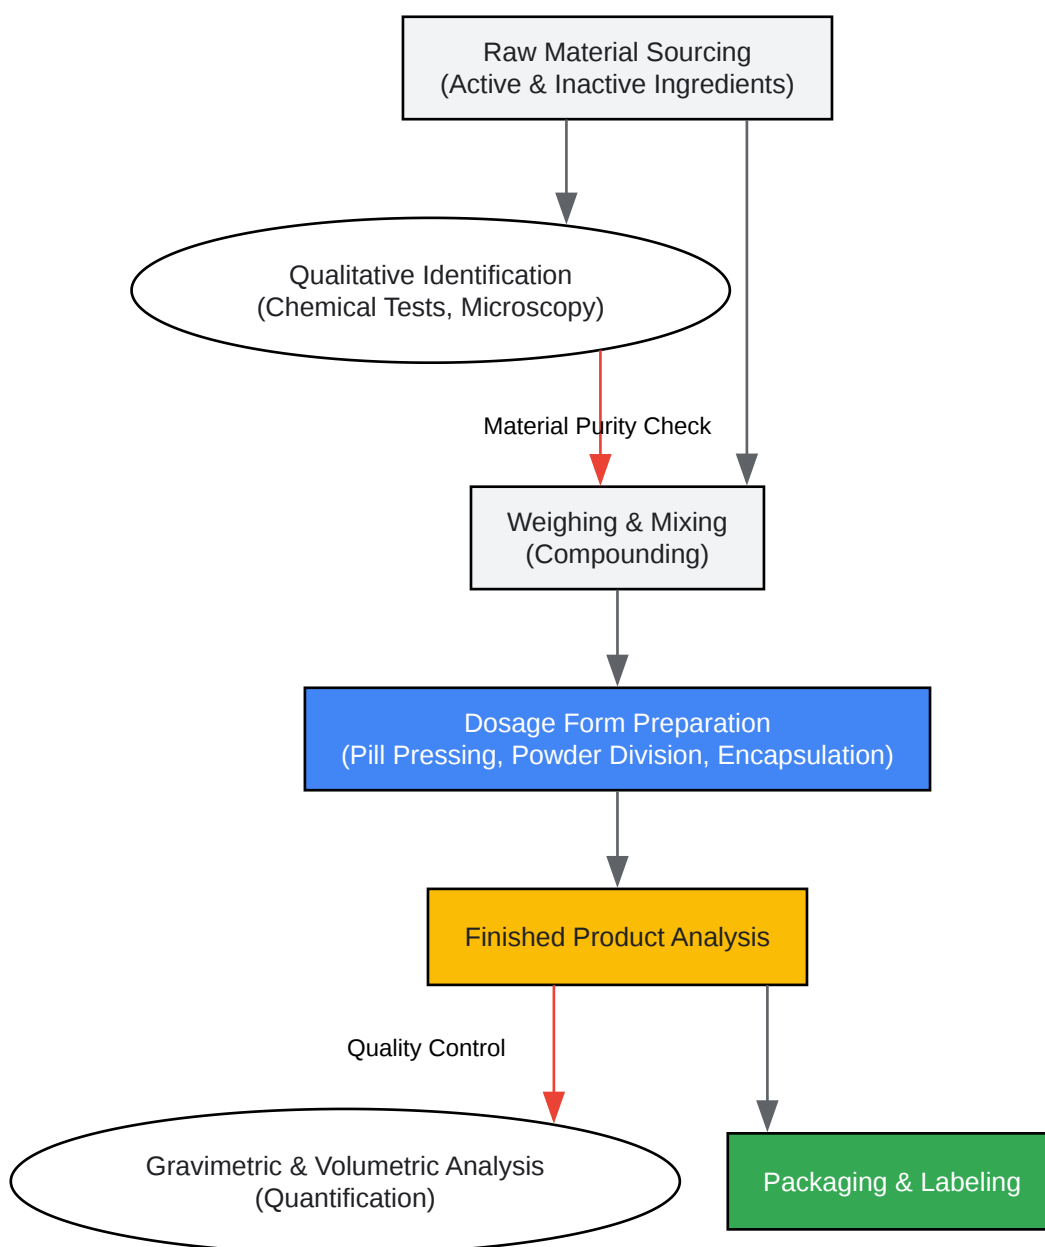 Raw Material Sourcing
(Active & Inactive Ingredients)
Qualitative Identification
(Chemical Tests, Microscopy)
Material Purity Check
Weighing & Mixing
(Compounding)
Dosage Form Preparation
(Pill Pressing, Powder Division, Encapsulation)
Finished Product Analysis
Quality Control
Gravimetric & Volumetric Analysis
(Quantification)
Packaging & Labeling